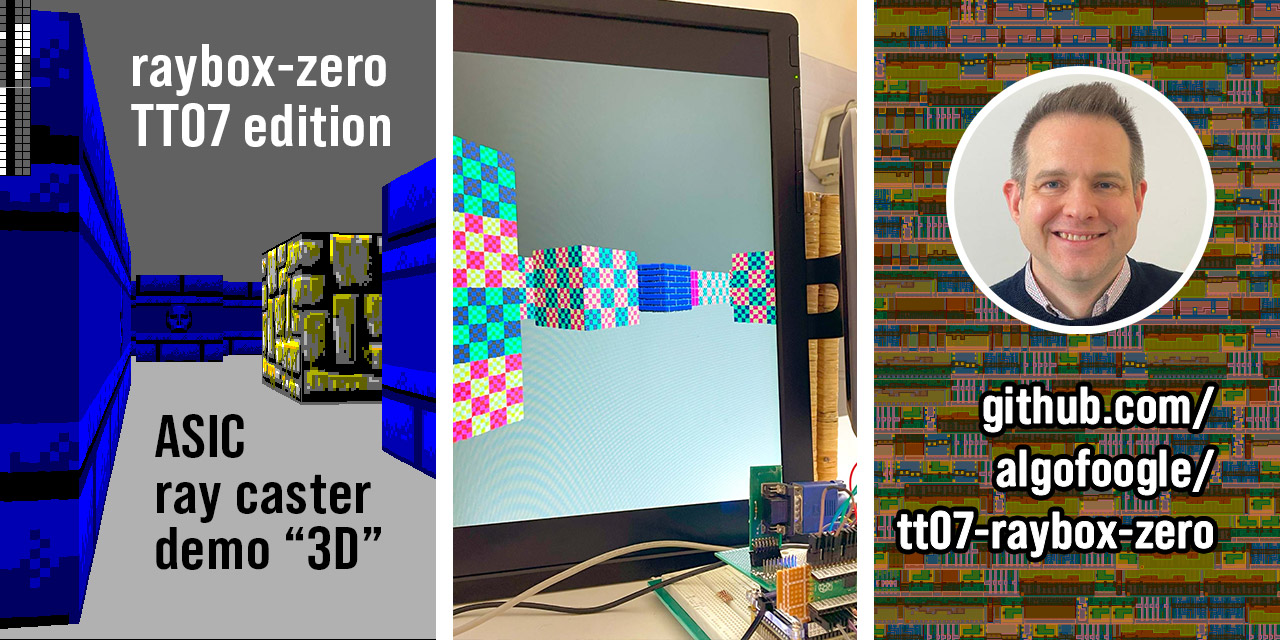 raybox-zero
TT07 edition
ASIC
ray caster
demo “3D”
github.com/
algofoogle/
tt07-raybox-zero